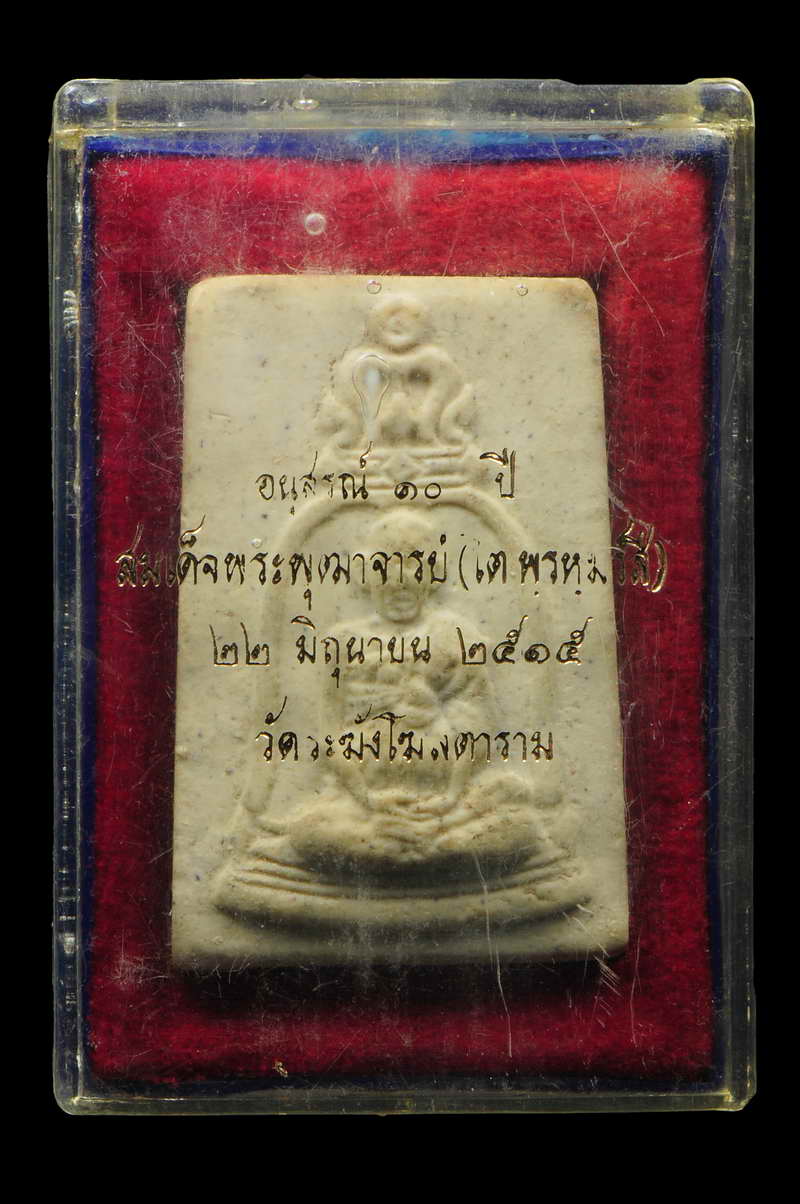 อนุสรณ์ ๑๐๐ ปี
สมเด็จพระพุฒาจารย์ (โต พฺรหฺมรํสี)
๒๒ มิถุนายน ๒๕๑๕
วัดระฆังโฆสิตาราม